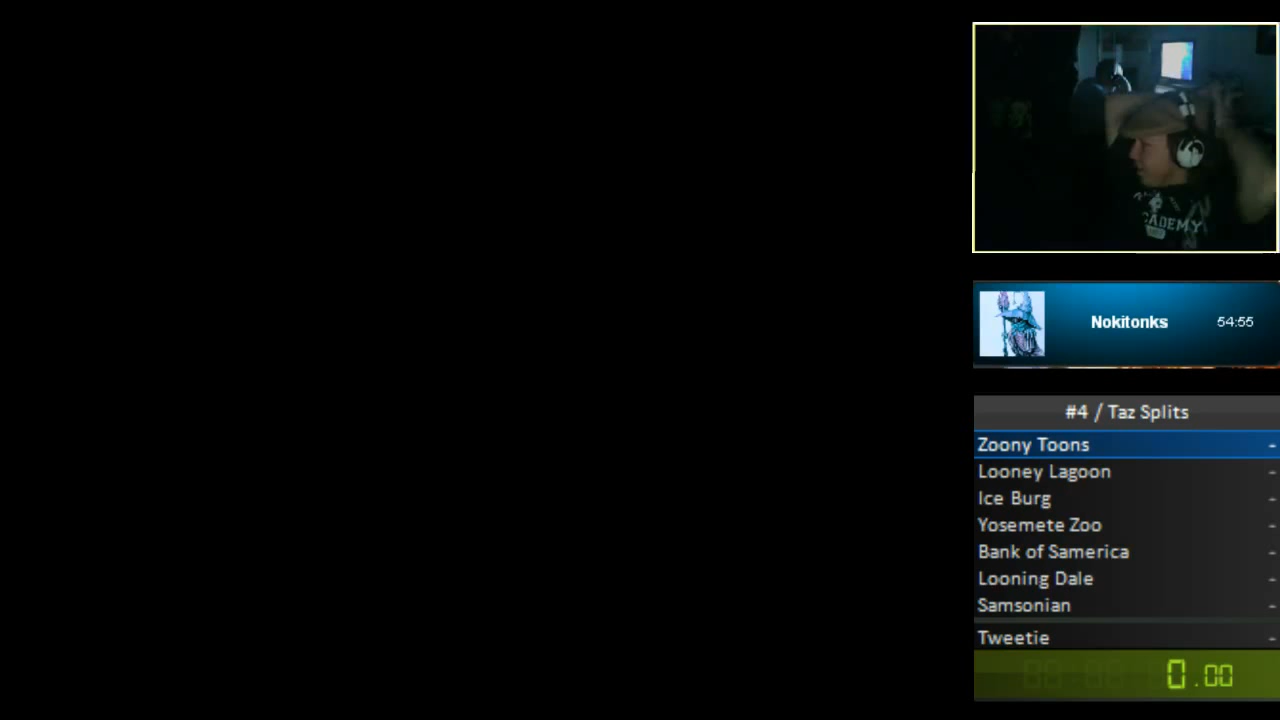 CADEMY
Nokitonks 54:55
#4 / Taz Splits
Zoony Toons -
Looney Lagoon -
Ice Burg -
Yosemete Zoo -
Bank of Samerica -
Looning Dale -
Samsonian -
Tweetie -
0.00